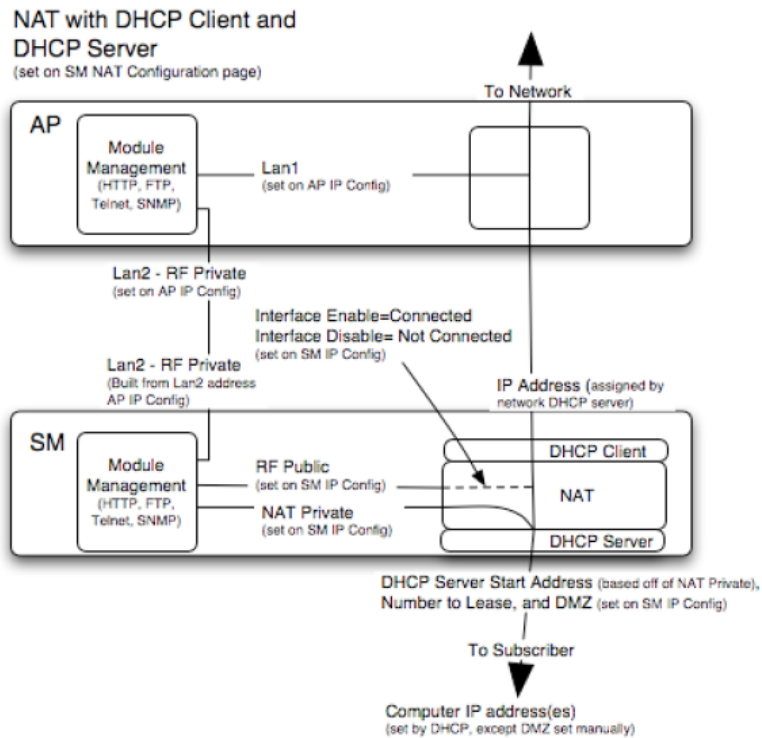 NAT with DHCP Client and
DHCP Server
(set on SM NAT Configuration page)
To Network
AP
Module
Management
(HTTP, FTP,
Telnet, SNMP)
Lan1
(set on AP IP Config)
Lan2 - RF Private
(set on AP IP Config)
Interface Enable=Connected
Interface Disable= Not Connected
(set on SM IP Config)
Lan2 - RF Private
(Built from Lan2 address
AP IP Config)
IP Address (assigned by
network DHCP server)
SM
Module
Management
(HTTP, FTP,
Telnet, SNMP)
RF Public
(set on SM IP Config)
NAT Private
(set on SM IP Config)
DHCP Client
NAT
DHCP Server
DHCP Server Start Address (based off of NAT Private),
Number to Lease, and DMZ (set on SM IP Config)
To Subscriber
Computer IP address(es)
(set by DHCP, except DMZ set manually)